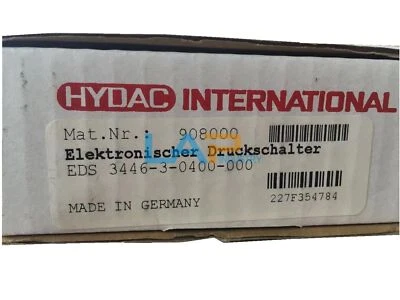 HYDAC INTERNATIONAL
Mat.Nr.: 908000
Elektronischer Druckschalter
EDS 3446-3-0400-000
MADE IN GERMANY
227F354784